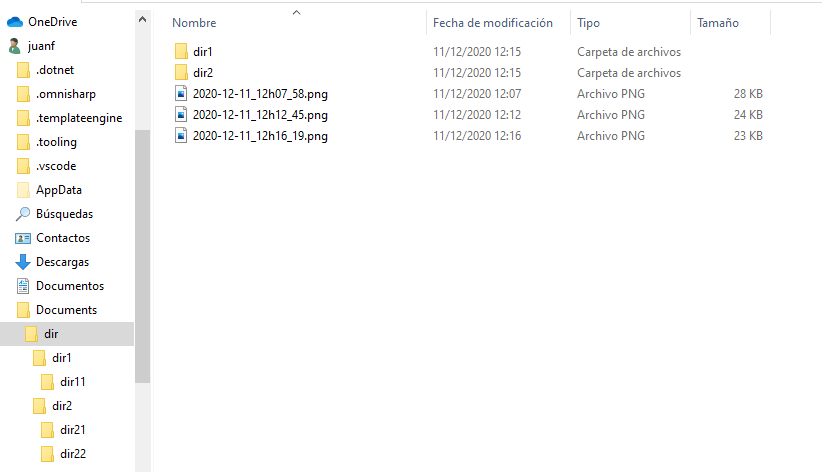 OneDrive
juanf
.dotnet
.omnisharp
.templateengine
.tooling
.vscode
AppData
Búsquedas
Contactos
Descargas
Documentos
Documents
dir
dir1
dir11
dir2
dir21
dir22
Nombre Fecha de modificación Tipo Tamaño
dir1 11/12/2020 12:15 Carpeta de archivos
dir2 11/12/2020 12:15 Carpeta de archivos
2020-12-11_12h07_58.png 11/12/2020 12:07 Archivo PNG 28 KB
2020-12-11_12h12_45.png 11/12/2020 12:12 Archivo PNG 24 KB
2020-12-11_12h16_19.png 11/12/2020 12:16 Archivo PNG 23 KB